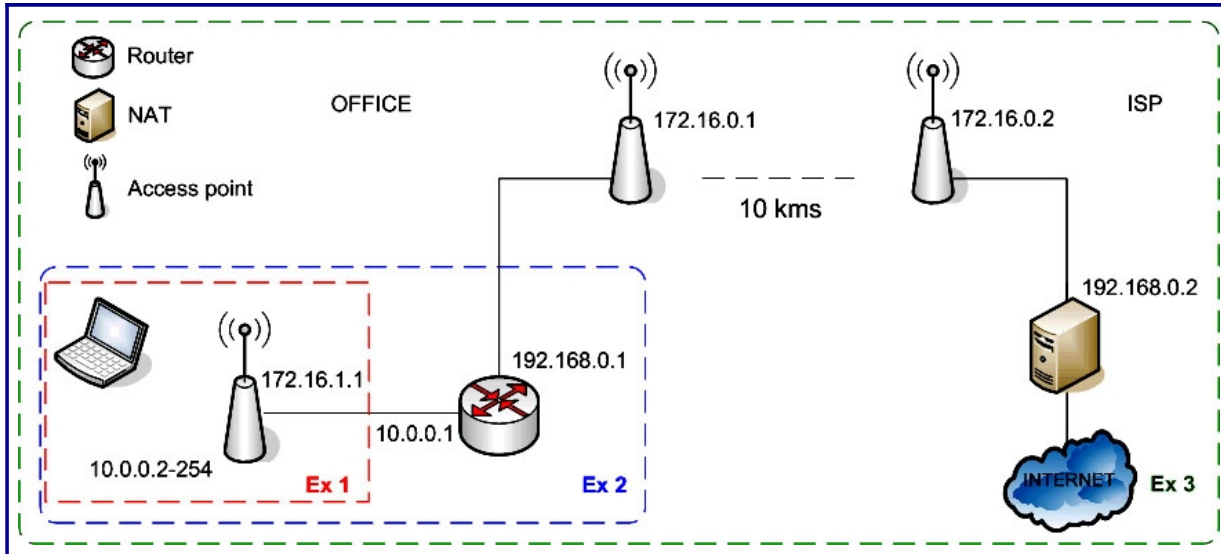 Router
OFFICE
NAT
Access point
172.16.0.1
172.16.0.2
ISP
10 kms
192.168.0.2
192.168.0.1
172.16.1.1
10.0.0.1
10.0.0.2-254
Ex 1
Ex 2
INTERNET
Ex 3